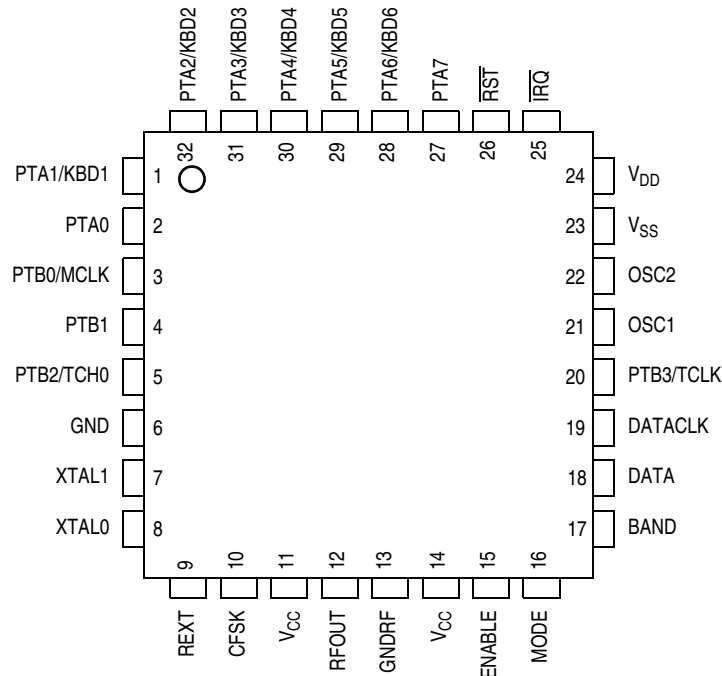 PTA2/KBD2
PTA3/KBD3
PTA4/KBD4
PTA5/KBD5
PTA6/KBD6
PTA7
RST
IRQ
32
31
30
29
28
27
26
25
PTA1/KBD1 1
PTA0 2
PTB0/MCLK 3
PTB1 4
PTB2/TCH0 5
GND 6
XTAL1 7
XTAL0 8
24 VDD
23 VSS
22 OSC2
21 OSC1
20 PTB3/TCLK
19 DATACLK
18 DATA
17 BAND
9
10
11
12
13
14
15
16
REXT
CFSK
VCC
RFOUT
GNDRF
VCC
ENABLE
MODE